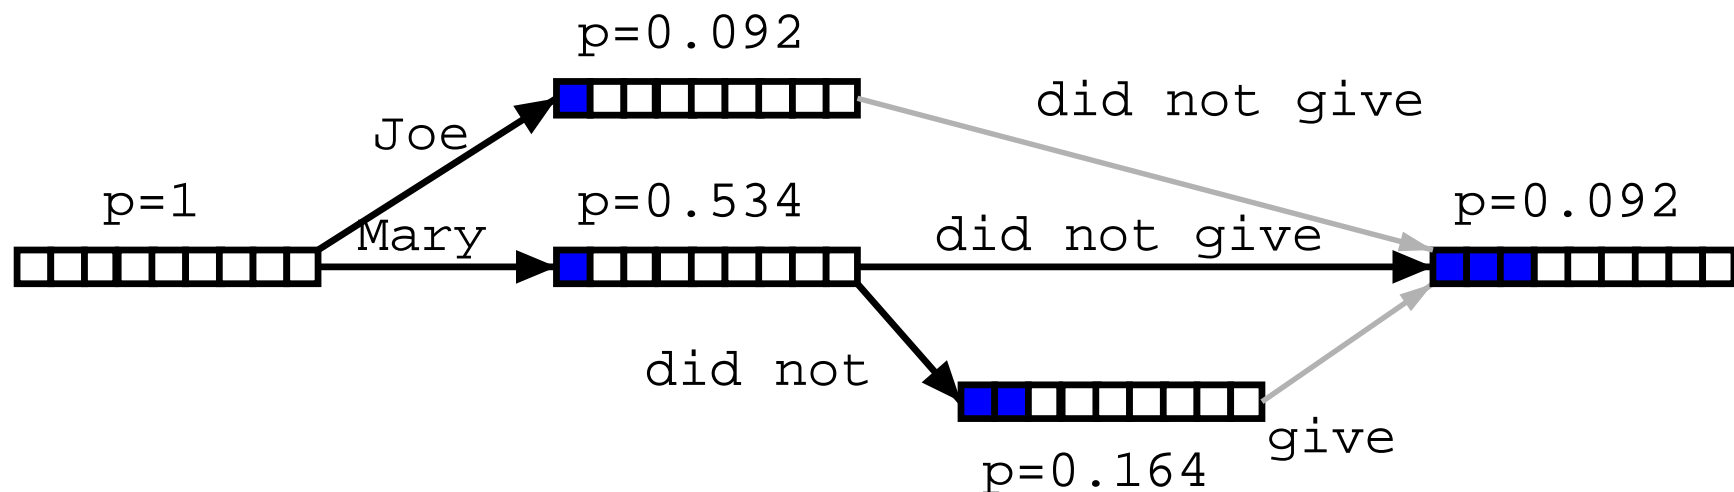 p=0.092
did not give
Joe
p=1
p=0.534
p=0.092
Mary
did not give
did not
give
p=0.164